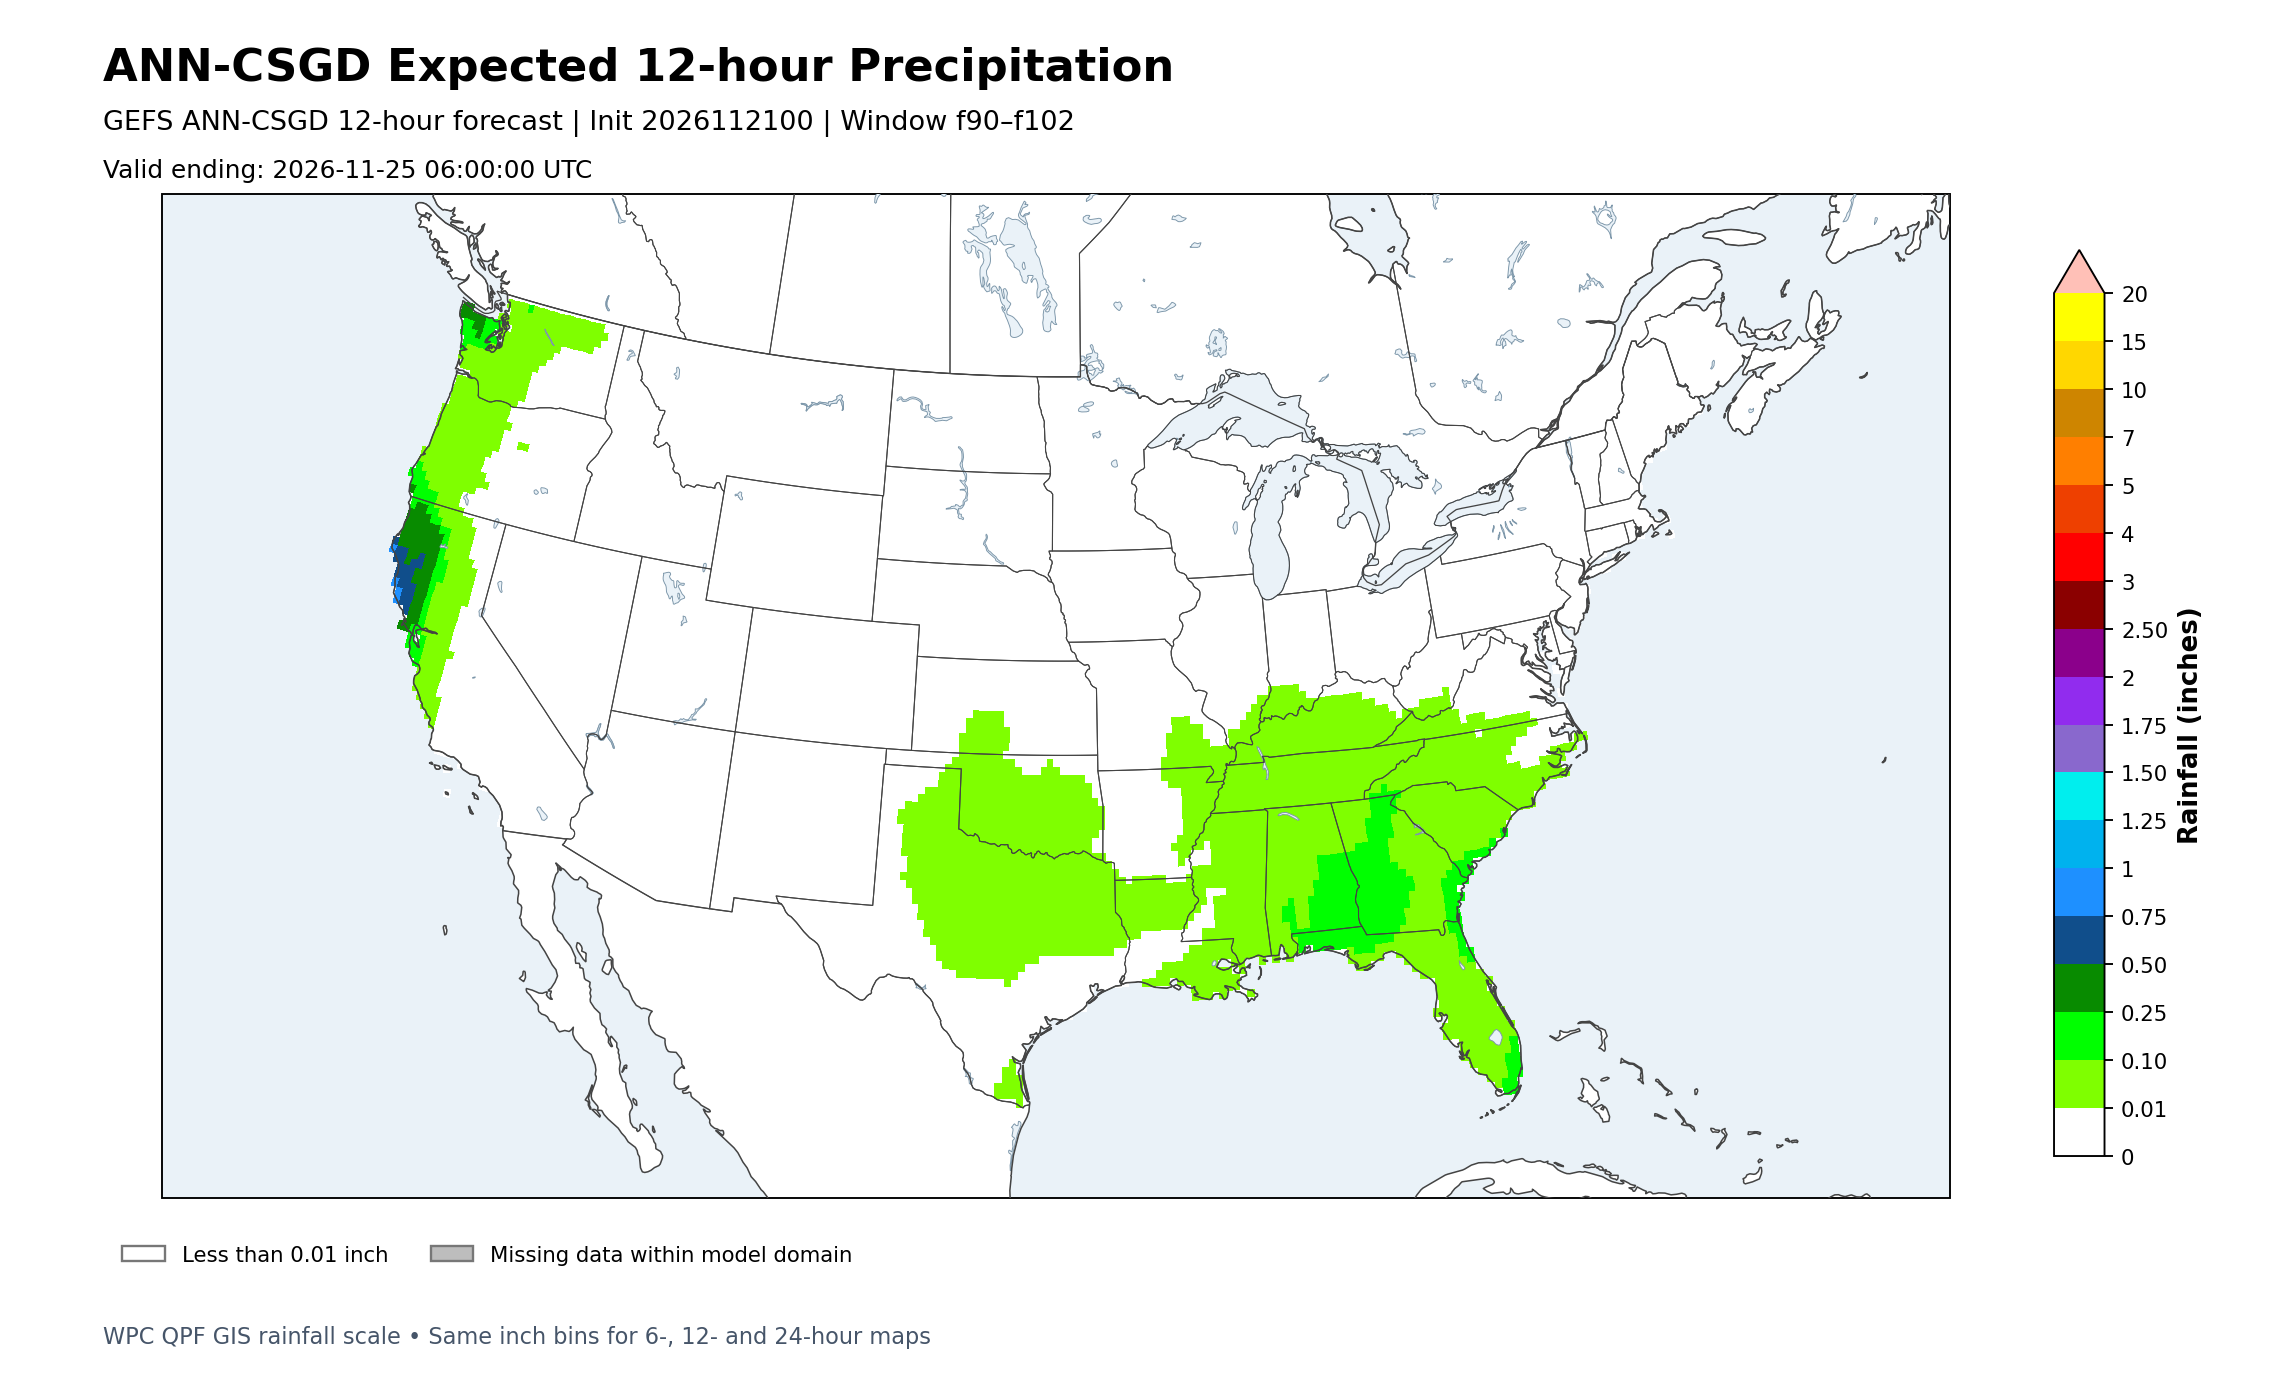 ANN-CSGD Expected 12-hour Precipitation
GEFS ANN-CSGD 12-hour forecast | Init 2026112100 | Window f90–f102
Valid ending: 2026-11-25 06:00:00 UTC
20
15
10
7
5
4
3
2.50
2
1.75
1.50
1.25
1
0.75
0.50
0.25
0.10
0.01
0
Rainfall (inches)
Less than 0.01 inch
Missing data within model domain
WPC QPF GIS rainfall scale • Same inch bins for 6-, 12- and 24-hour maps